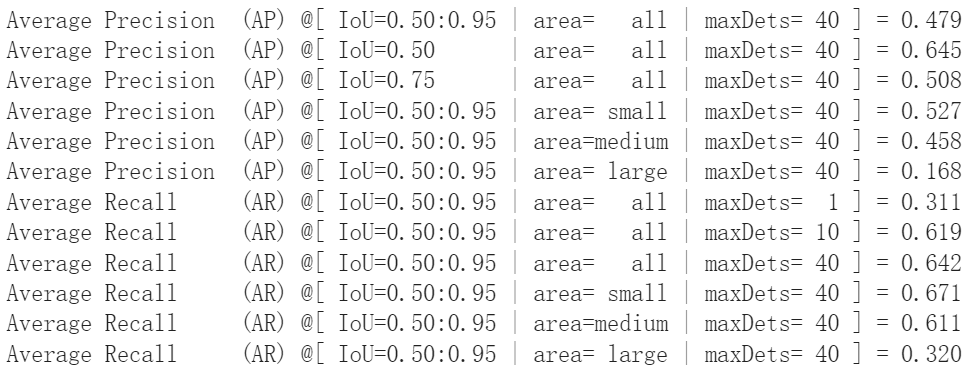 Average Precision  (AP) @[ IoU=0.50:0.95 | area=   all | maxDets= 40 ] = 0.479
Average Precision  (AP) @[ IoU=0.50      | area=   all | maxDets= 40 ] = 0.645
Average Precision  (AP) @[ IoU=0.75      | area=   all | maxDets= 40 ] = 0.508
Average Precision  (AP) @[ IoU=0.50:0.95 | area= small | maxDets= 40 ] = 0.527
Average Precision  (AP) @[ IoU=0.50:0.95 | area=medium | maxDets= 40 ] = 0.458
Average Precision  (AP) @[ IoU=0.50:0.95 | area= large | maxDets= 40 ] = 0.168
Average Recall     (AR) @[ IoU=0.50:0.95 | area=   all | maxDets=  1 ] = 0.311
Average Recall     (AR) @[ IoU=0.50:0.95 | area=   all | maxDets= 10 ] = 0.619
Average Recall     (AR) @[ IoU=0.50:0.95 | area=   all | maxDets= 40 ] = 0.642
Average Recall     (AR) @[ IoU=0.50:0.95 | area= small | maxDets= 40 ] = 0.671
Average Recall     (AR) @[ IoU=0.50:0.95 | area=medium | maxDets= 40 ] = 0.611
Average Recall     (AR) @[ IoU=0.50:0.95 | area= large | maxDets= 40 ] = 0.320